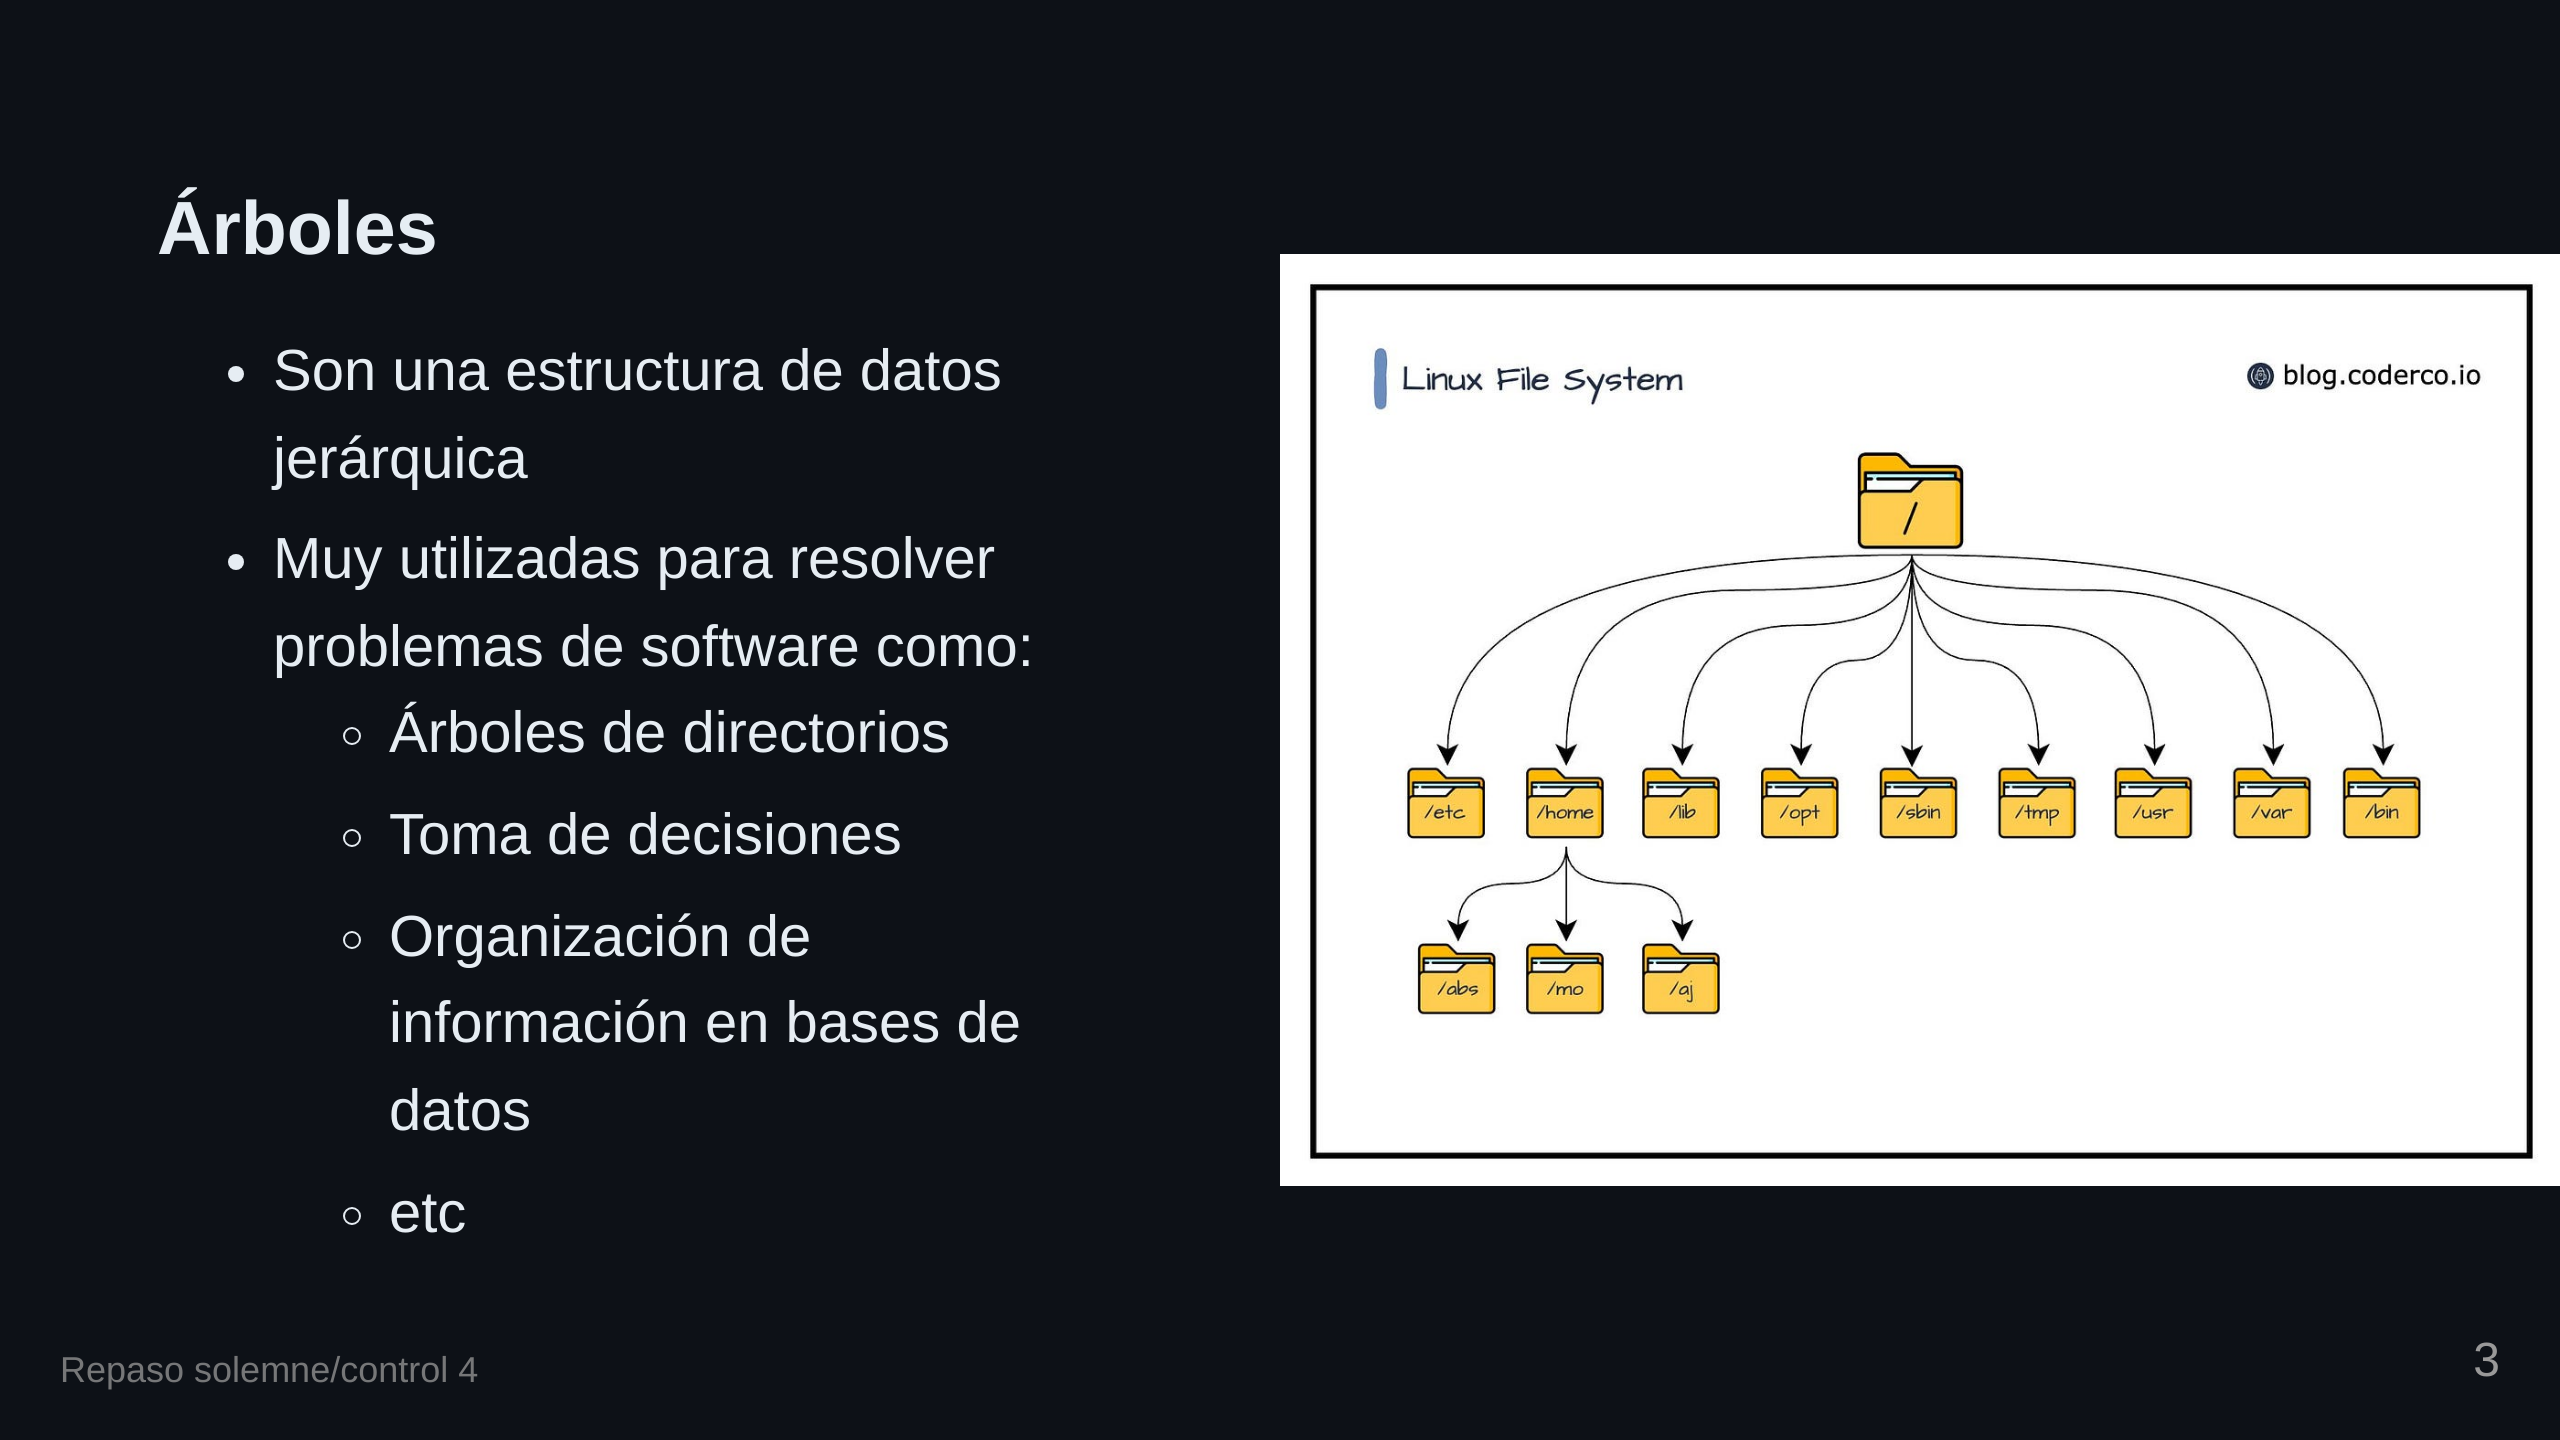 Árboles
• Son una estructura de datos
jerárquica
• Muy utilizadas para resolver
problemas de software como:
◦ Árboles de directorios
◦ Toma de decisiones
◦ Organización de
información en bases de
datos
◦ etc
Linux File System
blog.coderco.io
/
/etc /home /lib /opt /sbin /tmp /usr /var /bin
/abs /mo /aj
Repaso solemne/control 4
3